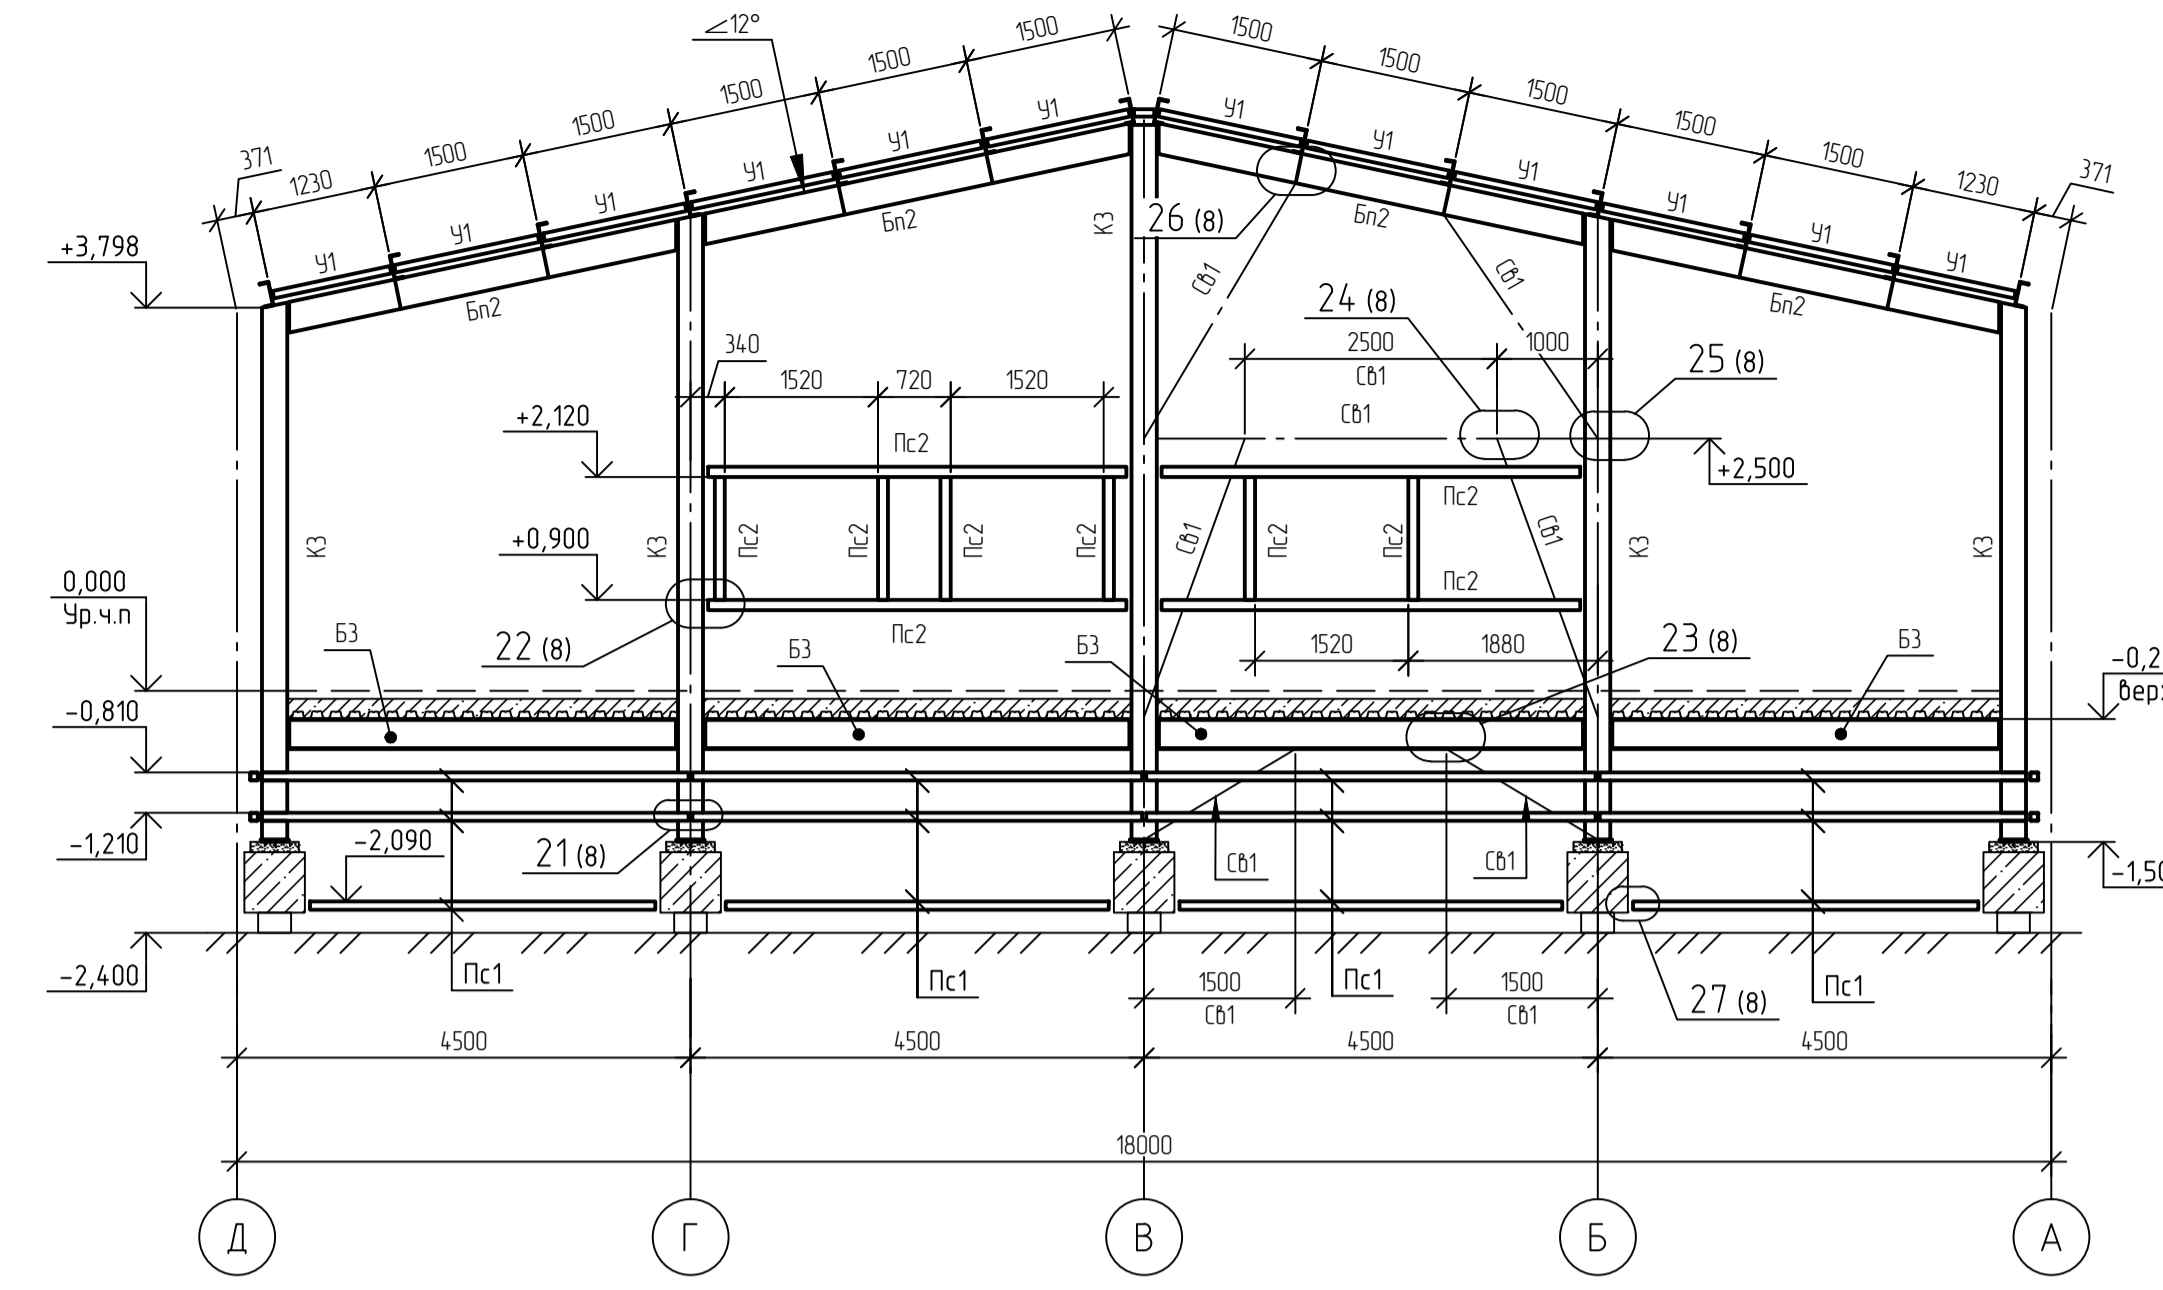 ∠12°
1500
1500
1500
1500
1500
1230
371
1500
1500
1500
1500
1500
1230
371
У1
У1
У1
У1
У1
У1
У1
У1
У1
У1
У1
У1
Бп2
Бп2
Бп2
Бп2
+3,798
К3
26 (8)
Св1
Св1
24 (8)
2500
1000
Св1
Св1
25 (8)
340
1520
720
1520
+2,120
Пс2
+2,500
Пс2
+0,900
К3
К3
Пс2
Пс2
Пс2
Пс2
Св1
Пс2
Пс2
Св1
К3
К3
0,000
Ур.ч.п
Пс2
22 (8)
Пс2
Б3
Б3
Б3
1520
1880
23 (8)
Б3
-0,2
верх
-0,810
-1,210
-2,090
21 (8)
Св1
Св1
-1,50
-2,400
Пс1
Пс1
1500
Св1
Пс1
1500
Св1
27 (8)
Пс1
4500
4500
4500
4500
18000
Д
Г
В
Б
А